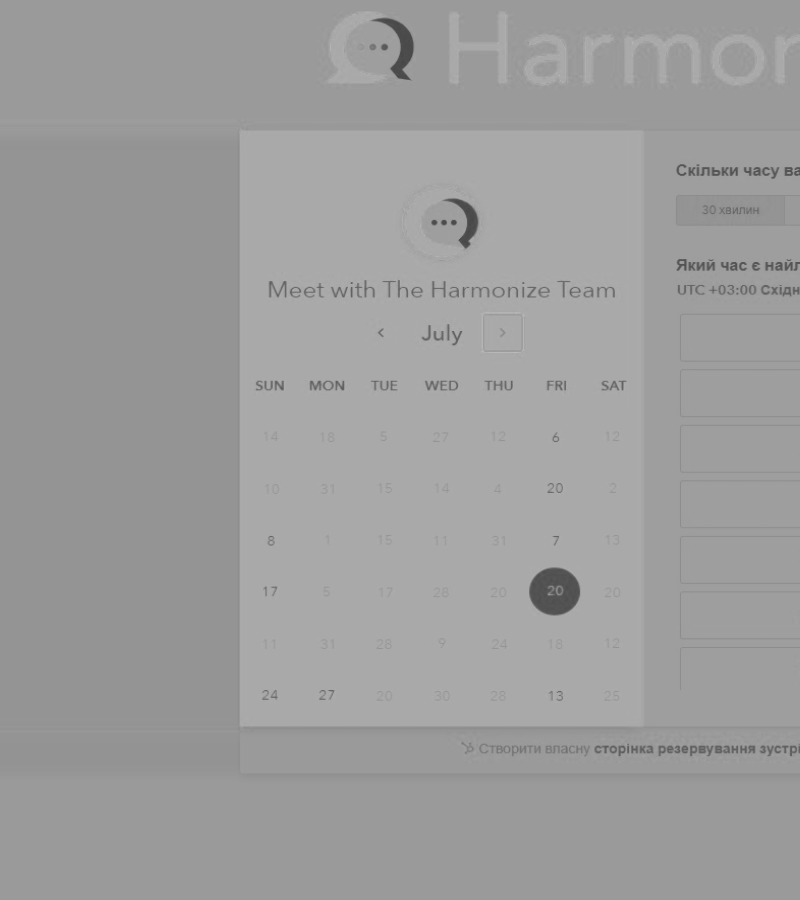 Harmon
Meet with The Harmonize Team
July
SUN MON TUE WED THU FRI SAT
14 18 5 27 12 6 12
10 31 15 14 4 20 2
8 1 15 11 31 7 13
17 5 17 26 20 20 20
11 31 28 9 24 18 12
24 27 20 30 28 13 25
Скільки часу ва
30 хвилин
Який час є найл
UTC +03:00 Східн
Створити власну сторінка резервування зустрі